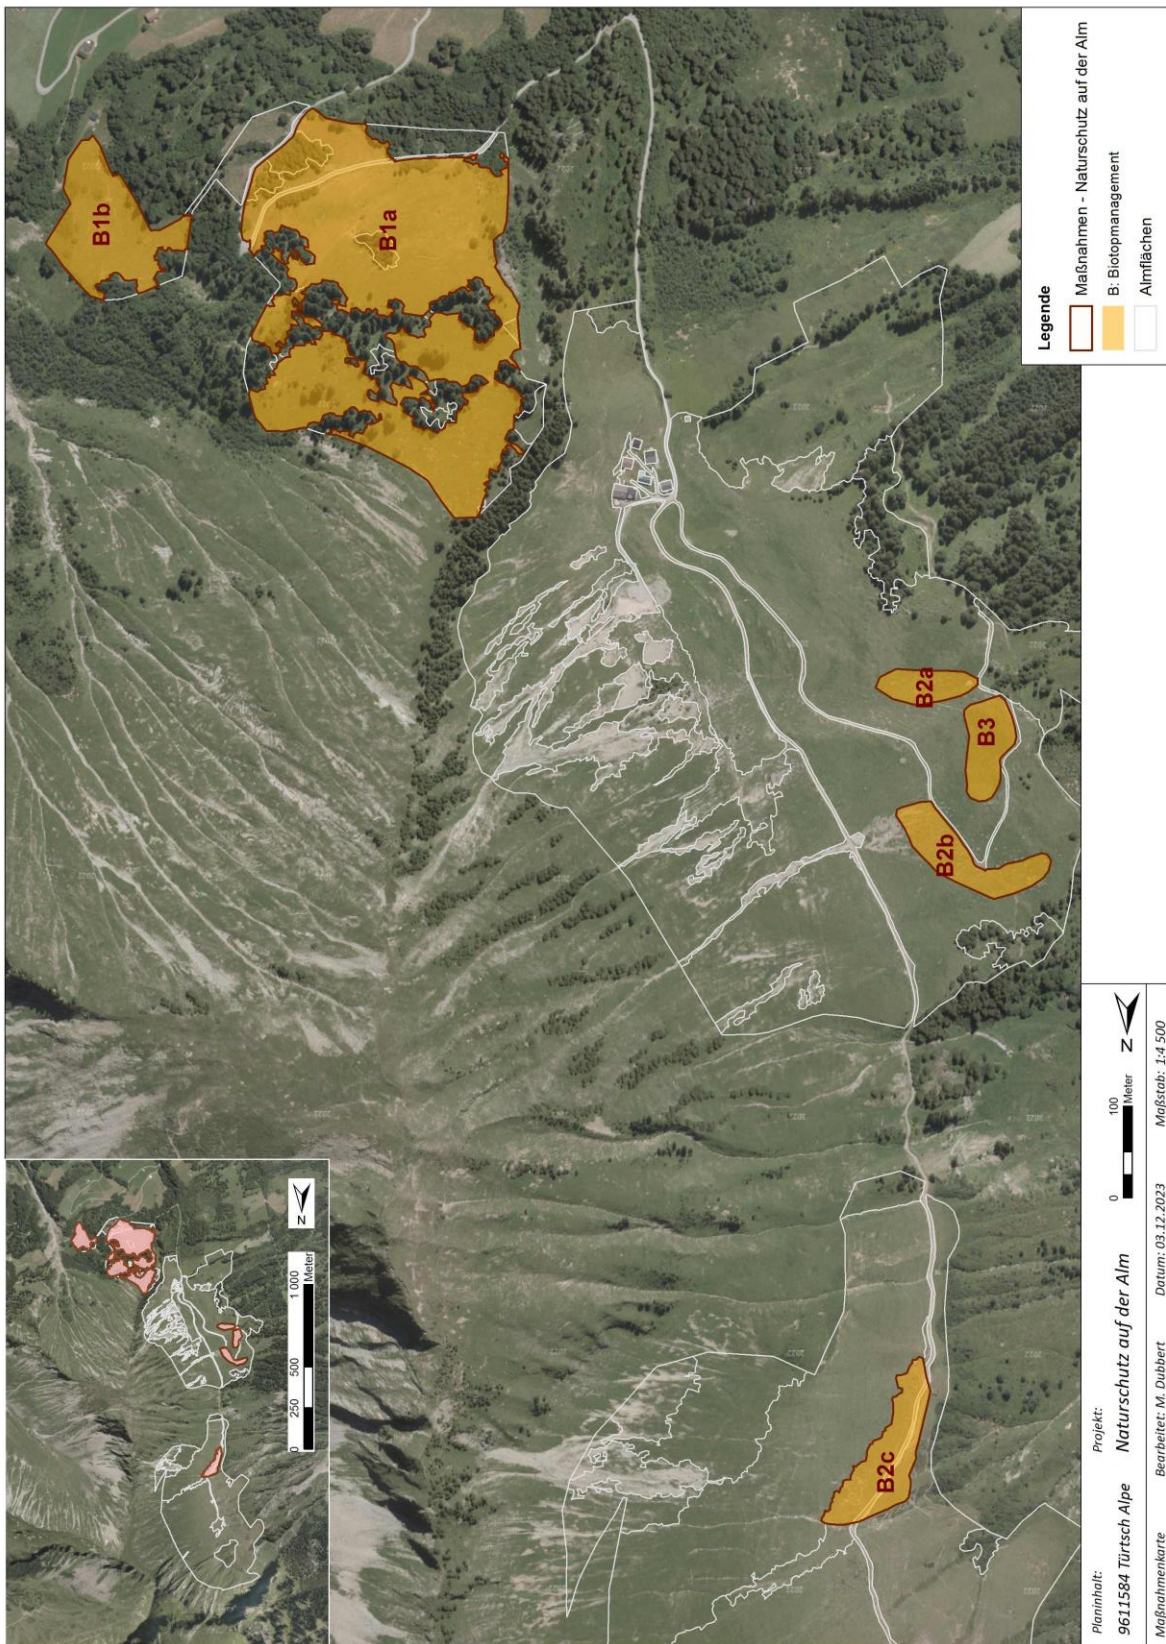 B1b
B1a
B2a
B3
B2b
B2c
Legende
Maßnahmen - Naturschutz auf der Alm
B: Biotopmanagement
Almflächen
0 250 500 1 000
Meter
N
Planinhalt:
9611584 Türtsch Alpe
Projekt:
Naturschutz auf der Alm
0 100
Meter
N
Maßnahmenkarte
Bearbeitet: M. Dubbert
Datum: 03.12.2023
Maßstab: 1:4 500